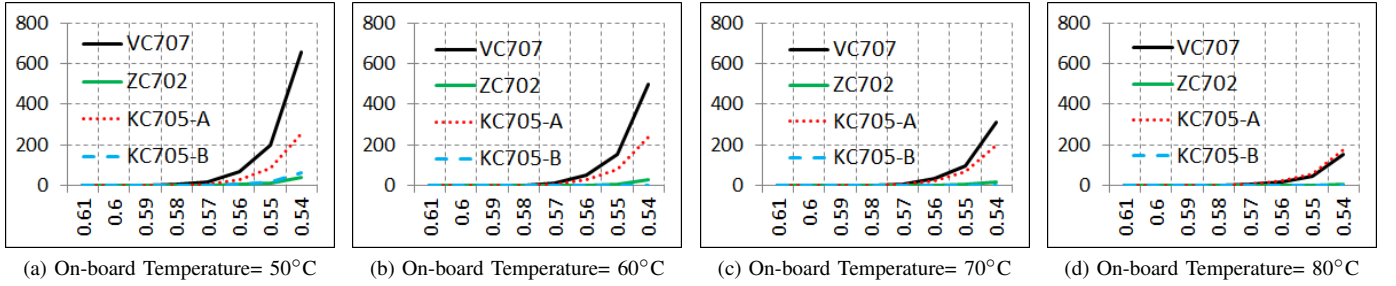 800
600
400
200
0
VC707
ZC702
KC705-A
KC705-B
0.61
0.6
0.59
0.58
0.57
0.56
0.55
0.54
(a) On-board Temperature= 50°C
800
600
400
200
0
VC707
ZC702
KC705-A
KC705-B
0.61
0.6
0.59
0.58
0.57
0.56
0.55
0.54
(b) On-board Temperature= 60°C
800
600
400
200
0
VC707
ZC702
KC705-A
KC705-B
0.61
0.6
0.59
0.58
0.57
0.56
0.55
0.54
(c) On-board Temperature= 70°C
800
600
400
200
0
VC707
ZC702
KC705-A
KC705-B
0.61
0.6
0.59
0.58
0.57
0.56
0.55
0.54
(d) On-board Temperature= 80°C